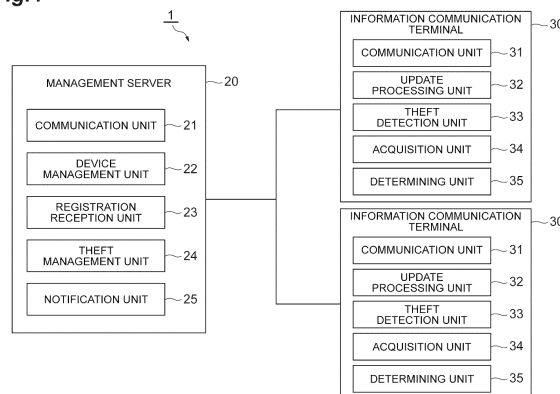 1
MANAGEMENT SERVER
20
COMMUNICATION UNIT
21
DEVICE
MANAGEMENT UNIT
22
REGISTRATION
RECEPTION UNIT
23
THEFT
MANAGEMENT UNIT
24
NOTIFICATION UNIT
25
INFORMATION COMMUNICATION
TERMINAL
30
COMMUNICATION UNIT
31
UPDATE
PROCESSING UNIT
32
THEFT
DETECTION UNIT
33
ACQUISITION UNIT
34
DETERMINING UNIT
35
INFORMATION COMMUNICATION
TERMINAL
30
COMMUNICATION UNIT
31
UPDATE
PROCESSING UNIT
32
THEFT
DETECTION UNIT
33
ACQUISITION UNIT
34
DETERMINING UNIT
35